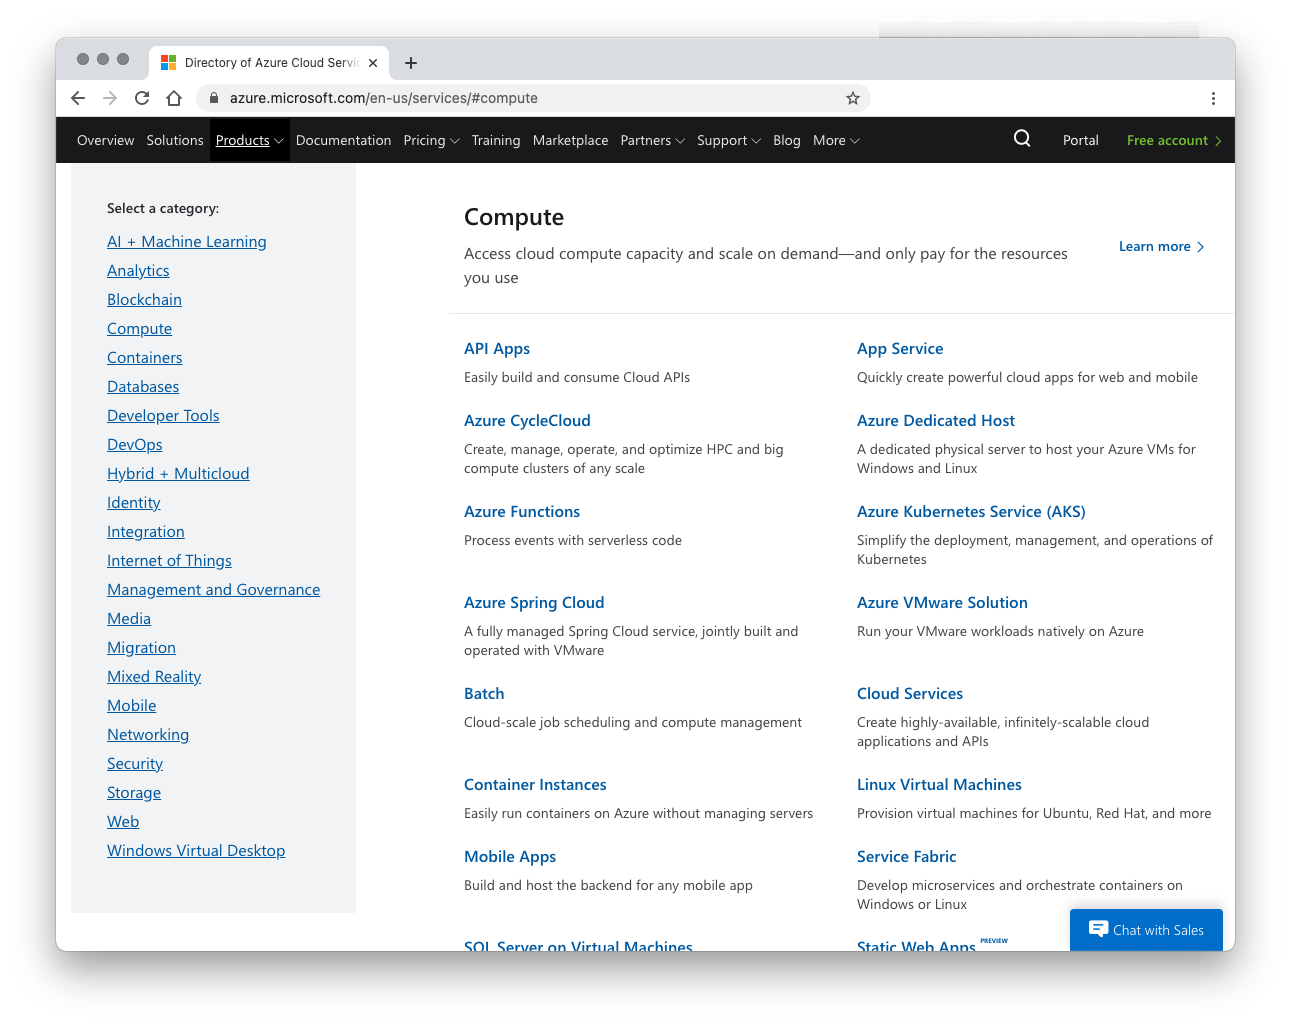 Directory of Azure Cloud Servi
azure.microsoft.com/en-us/services/#compute
Overview Solutions Products Documentation Pricing Training Marketplace Partners Support Blog More Portal Free account
Select a category:
AI + Machine Learning
Analytics
Blockchain
Compute
Containers
Databases
Developer Tools
DevOps
Hybrid + Multicloud
Identity
Integration
Internet of Things
Management and Governance
Media
Migration
Mixed Reality
Mobile
Networking
Security
Storage
Web
Windows Virtual Desktop
Compute
Access cloud compute capacity and scale on demand—and only pay for the resources
you use
Learn more
API Apps
Easily build and consume Cloud APIs
App Service
Quickly create powerful cloud apps for web and mobile
Azure CycleCloud
Create, manage, operate, and optimize HPC and big
compute clusters of any scale
Azure Dedicated Host
A dedicated physical server to host your Azure VMs for
Windows and Linux
Azure Functions
Process events with serverless code
Azure Kubernetes Service (AKS)
Simplify the deployment, management, and operations of
Kubernetes
Azure Spring Cloud
A fully managed Spring Cloud service, jointly built and
operated with VMware
Azure VMware Solution
Run your VMware workloads natively on Azure
Batch
Cloud-scale job scheduling and compute management
Cloud Services
Create highly-available, infinitely-scalable cloud
applications and APIs
Container Instances
Easily run containers on Azure without managing servers
Linux Virtual Machines
Provision virtual machines for Ubuntu, Red Hat, and more
Mobile Apps
Build and host the backend for any mobile app
Service Fabric
Develop microservices and orchestrate containers on
Windows or Linux
SQL Server on Virtual Machines
Static Web Apps PREVIEW
Chat with Sales